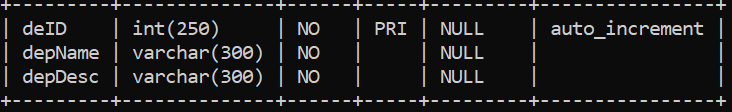 +---------+--------------+------+-----+---------+----------------+
| deID    | int(250)     | NO   | PRI | NULL    | auto_increment |
| depName | varchar(300) | NO   |     | NULL    |                |
| depDesc | varchar(300) | NO   |     | NULL    |                |
+---------+--------------+------+-----+---------+----------------+